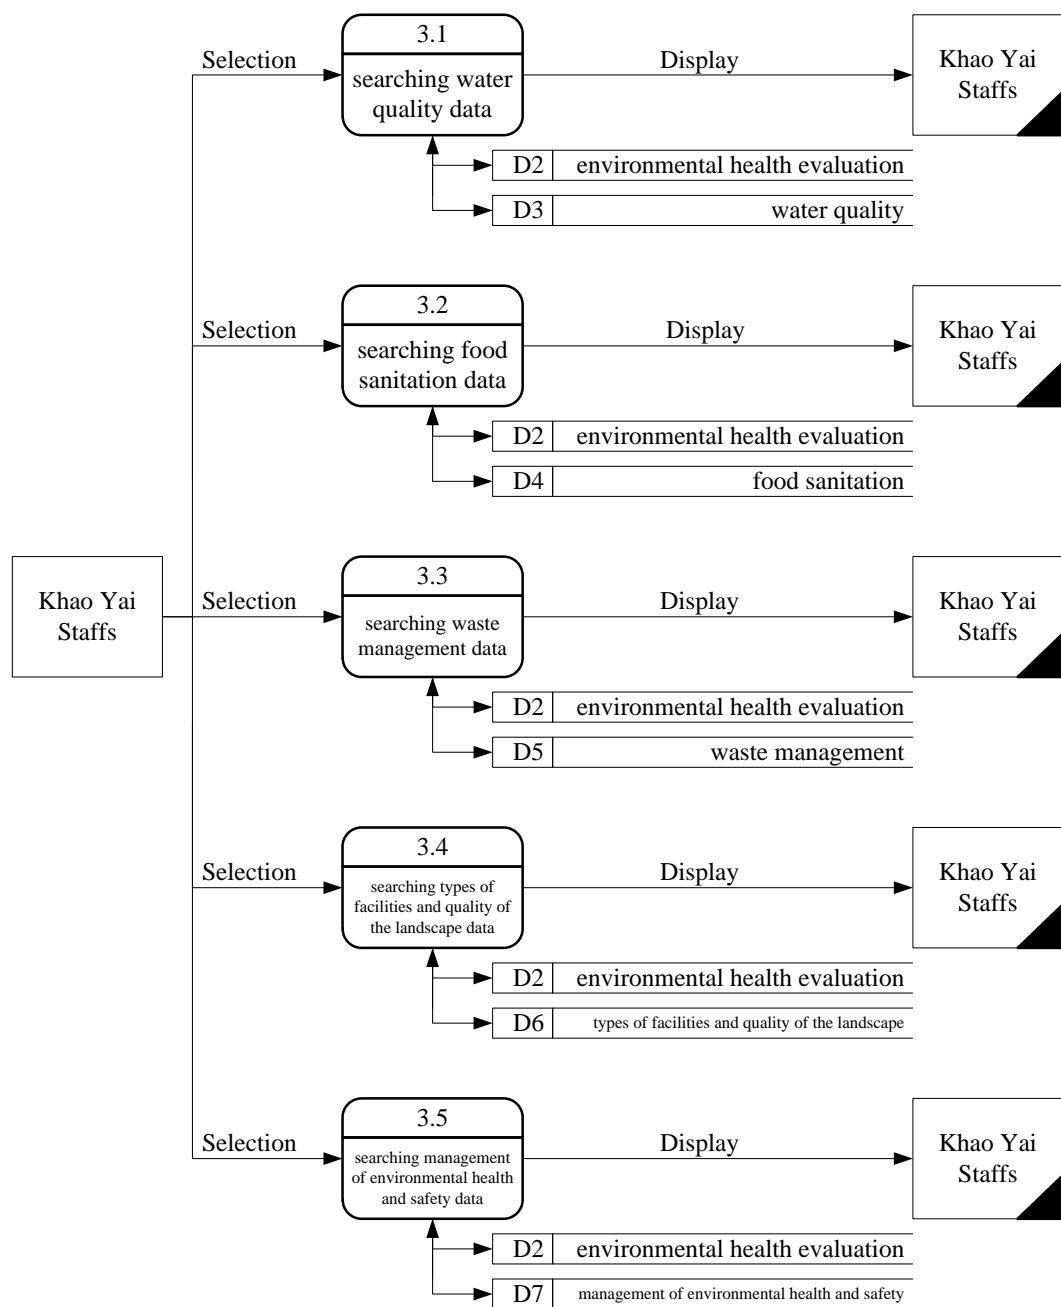 3.1
Selection
searching water
quality data
Display
Khao Yai
Staffs
D2 environmental health evaluation
D3 water quality
3.2
Selection
searching food
sanitation data
Display
Khao Yai
Staffs
D2 environmental health evaluation
D4 food sanitation
Khao Yai
Staffs
3.3
Selection
searching waste
management data
Display
Khao Yai
Staffs
D2 environmental health evaluation
D5 waste management
3.4
Selection
searching types of
facilities and quality of
the landscape data
Display
Khao Yai
Staffs
D2 environmental health evaluation
D6 types of facilities and quality of the landscape
3.5
Selection
searching management
of environmental health
and safety data
Display
Khao Yai
Staffs
D2 environmental health evaluation
D7 management of environmental health and safety